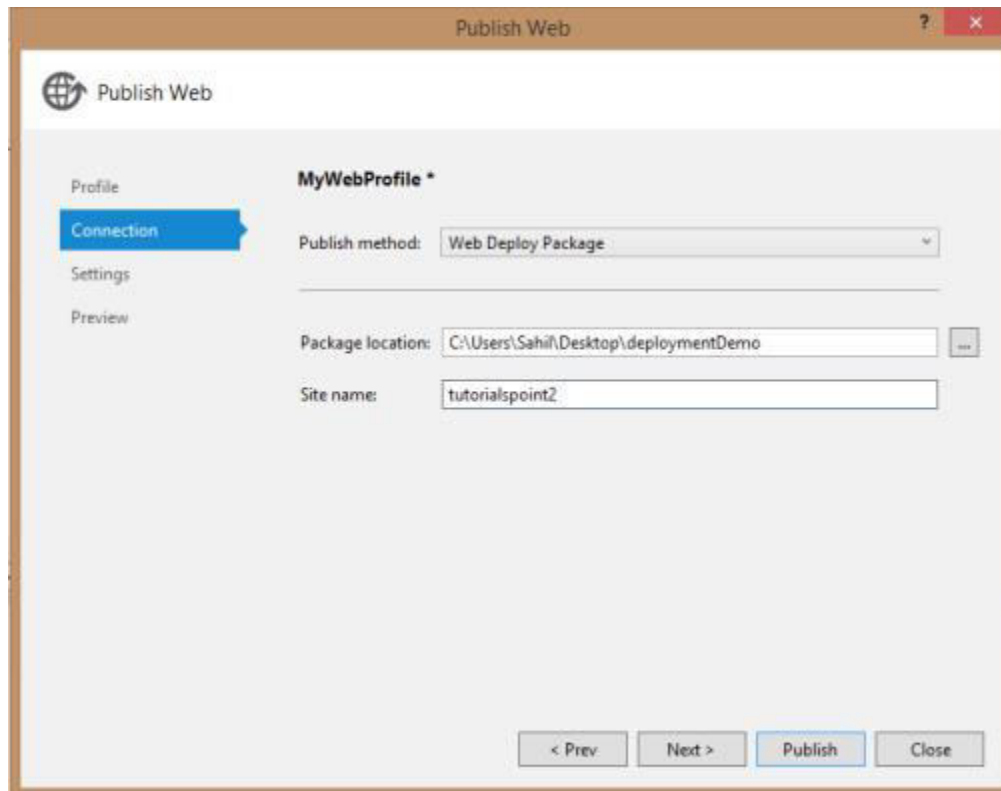 Publish Web
?
Publish Web
Profile
Connection
Settings
Preview
MyWebProfile *
Publish method: Web Deploy Package
Package location: C:\Users\Sahil\Desktop\deploymentDemo ...
Site name: tutorialspoint2
< Prev Next > Publish Close